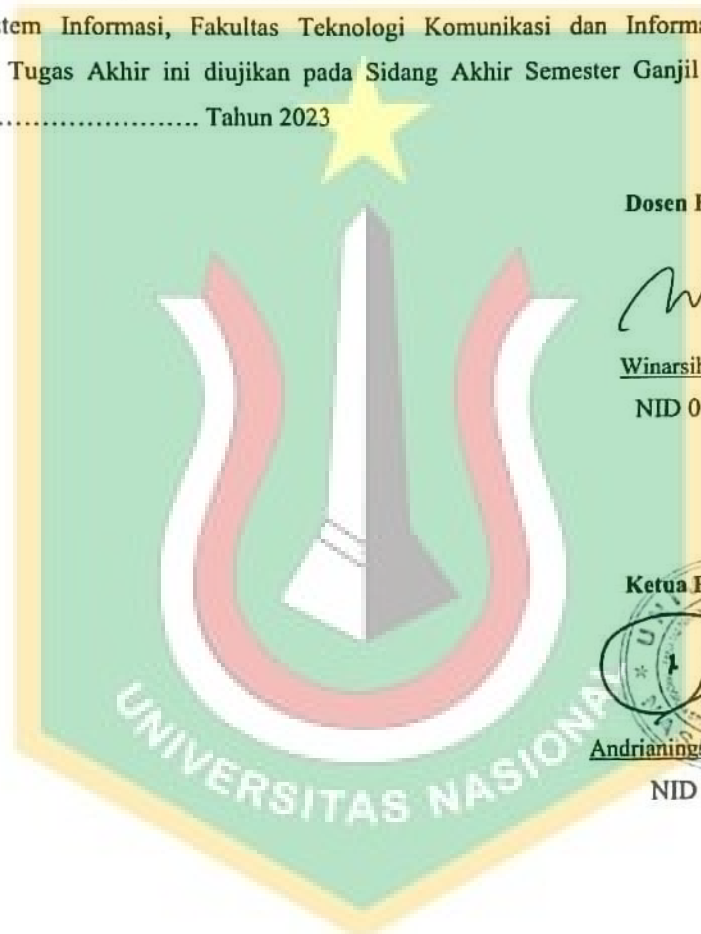 tem Informasi, Fakultas Teknologi Komunikasi dan Informa
Tugas Akhir ini diujikan pada Sidang Akhir Semester Ganjil
........................ Tahun 2023
Dosen
Winarsih
NID 0
Ketua
Andrianings
NID
UNIVERSITAS NASIONAL